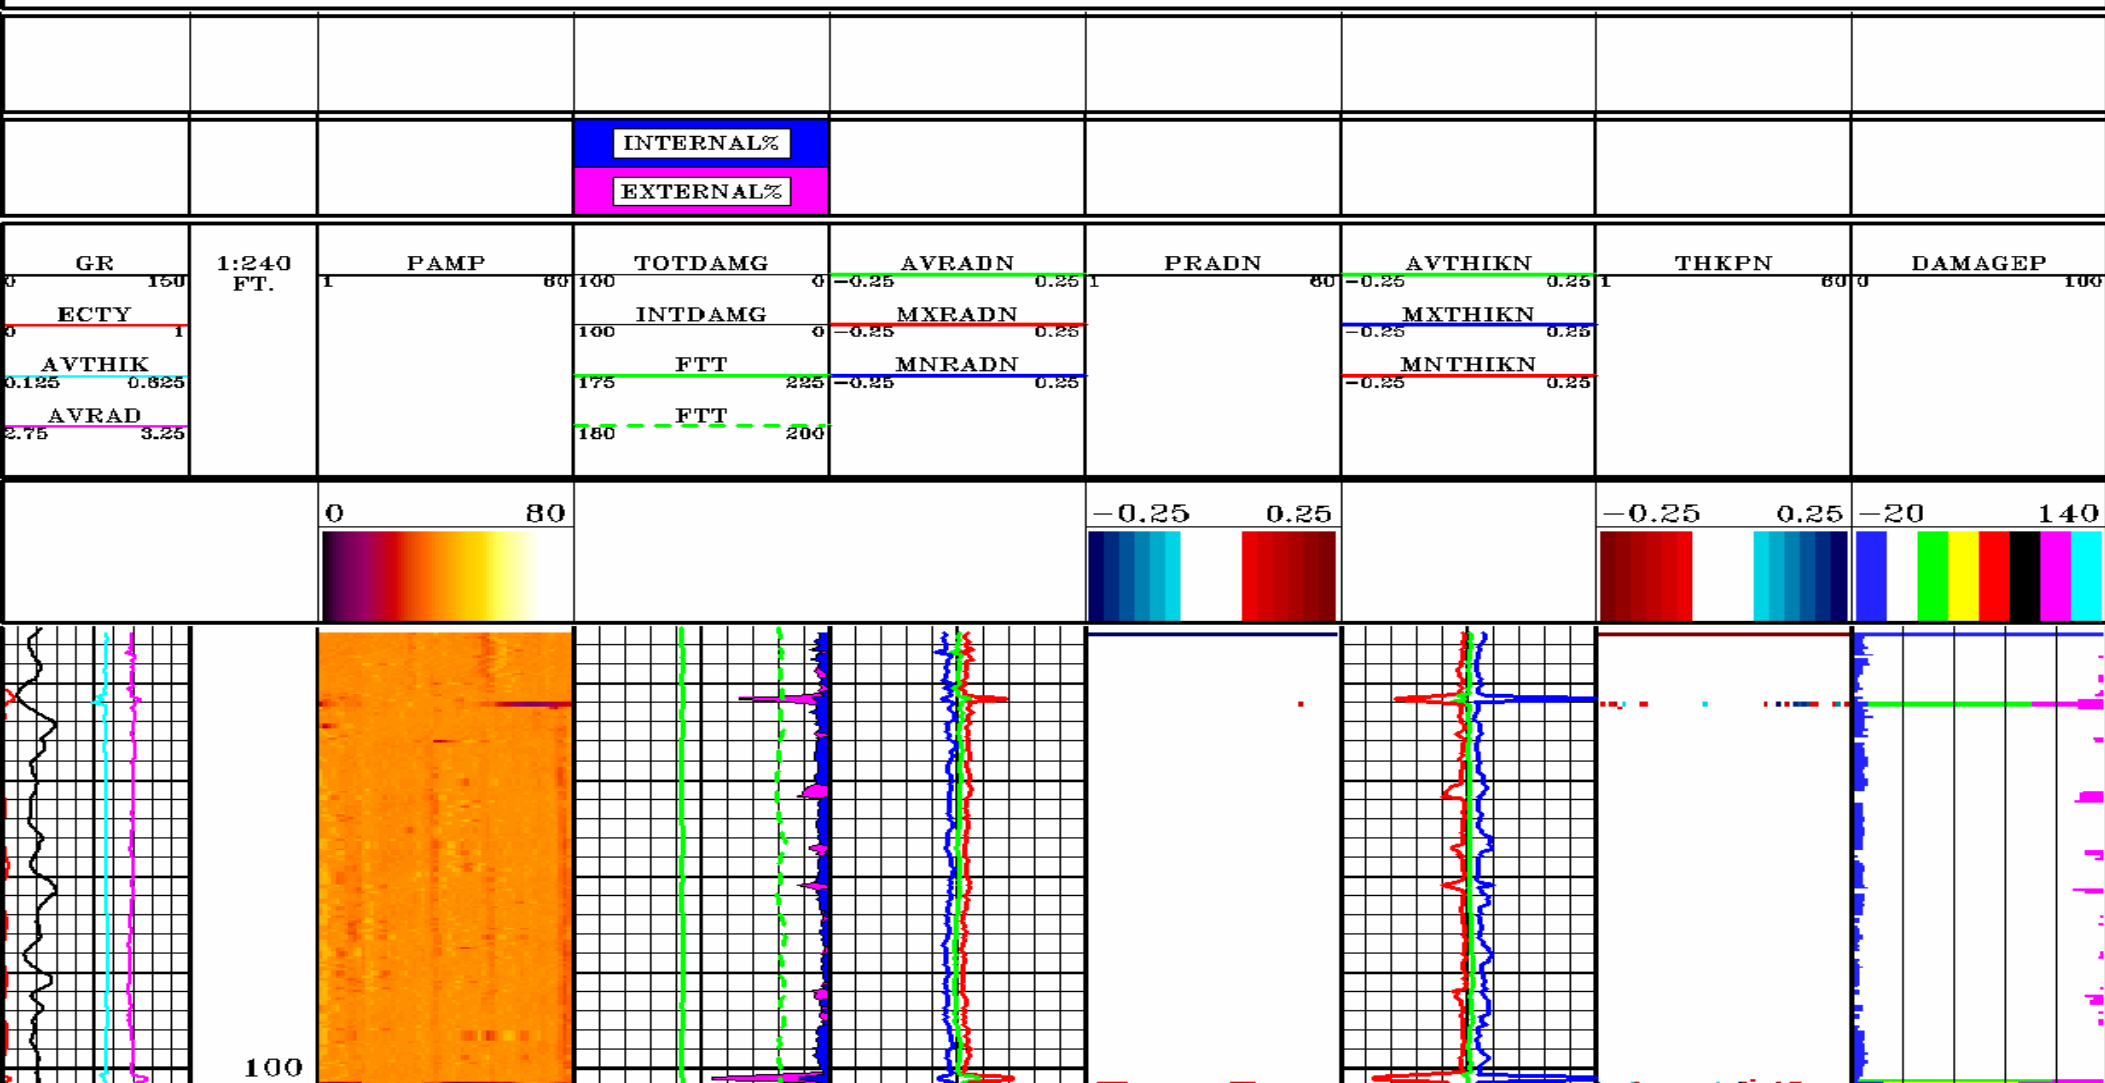 INTERNAL%
EXTERNAL%
GR 1:240 PAMP TOTDAMG AVRADN PRADN AVTHIKN THKPN DAMAGEP
0 150 FT. 1 60 100 0 -0.25 0.25 1 60 -0.25 0.25 1 60 0 100
ECTY INTDAMG MXRADN MXTHIKN
0 1 100 0 -0.25 0.25 -0.25 0.25
AVTHIK FTT MNRADN MNTHIKN
0.125 0.625 175 225 -0.25 0.25 -0.25 0.25
AVRAD FTT
2.75 3.25 180 200
0 80 -0.25 0.25 -0.25 0.25 -20 140
100